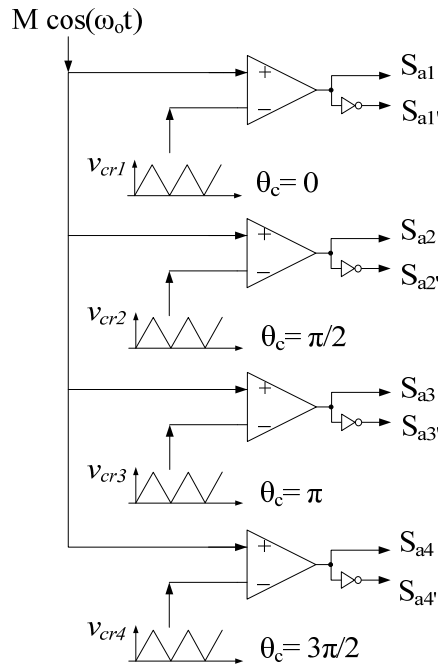 M cos(ωₒt)
+
−
Sa1
Sa1'
vcr1
θc= 0
+
−
Sa2
Sa2'
vcr2
θc= π/2
+
−
Sa3
Sa3'
vcr3
θc= π
+
−
Sa4
Sa4'
vcr4
θc= 3π/2